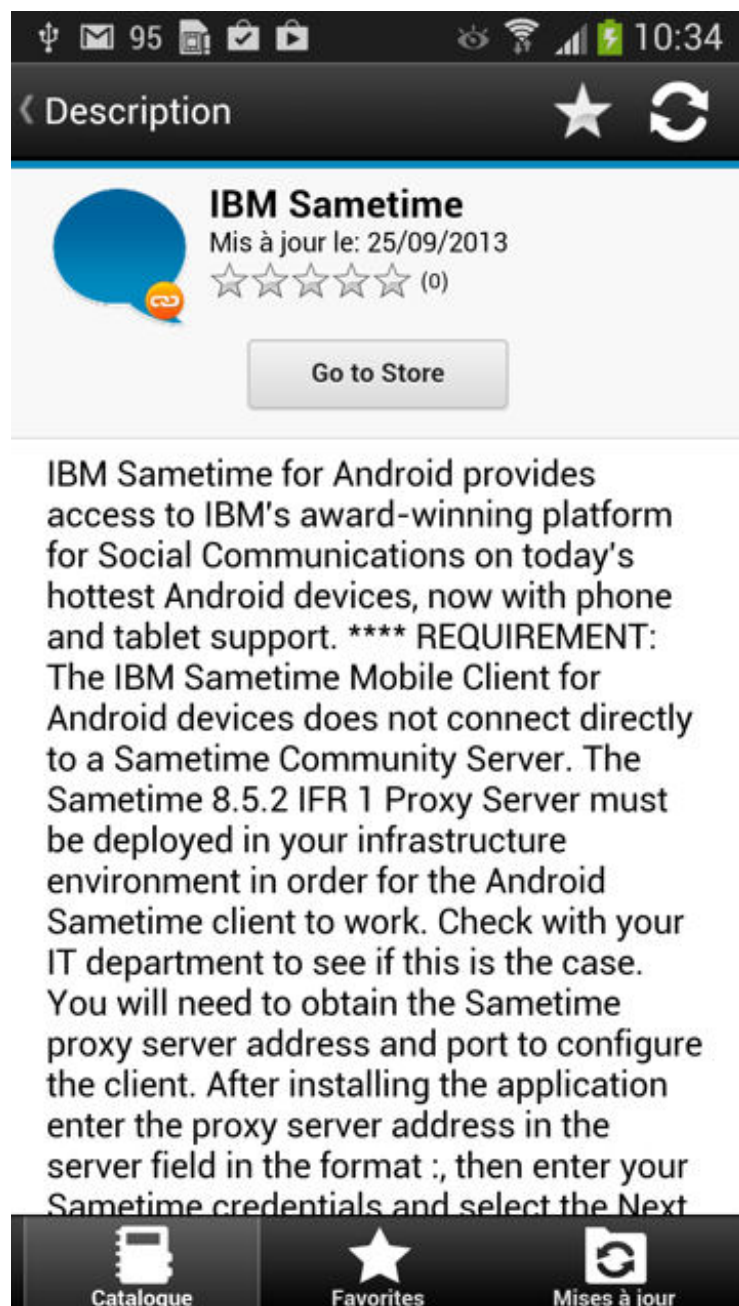 95
10:34
Description
IBM Sametime
Mis à jour le: 25/09/2013
(0)
Go to Store
IBM Sametime for Android provides
access to IBM's award-winning platform
for Social Communications on today's
hottest Android devices, now with phone
and tablet support. **** REQUIREMENT:
The IBM Sametime Mobile Client for
Android devices does not connect directly
to a Sametime Community Server. The
Sametime 8.5.2 IFR 1 Proxy Server must
be deployed in your infrastructure
environment in order for the Android
Sametime client to work. Check with your
IT department to see if this is the case.
You will need to obtain the Sametime
proxy server address and port to configure
the client. After installing the application
enter the proxy server address in the
server field in the format :, then enter your
Sametime credentials and select the Next
Catalogue
Favorites
Mises à jour